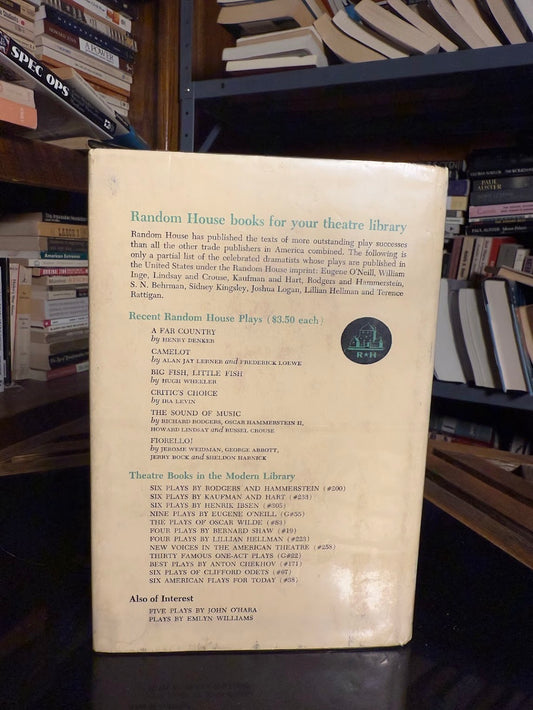 SPEC OPS
PAUL AUSTER
Random House books for your theatre library
Random House has published the texts of more outstanding play successes
than all the other trade publishers in America combined. The following is
only a partial list of the celebrated dramatists whose plays are published in
the United States under the Random House imprint: Eugene O'Neill, William
Inge, Lindsay and Crouse, Kaufman and Hart, Rodgers and Hammerstein,
S. N. Behrman, Sidney Kingsley, Joshua Logan, Lillian Hellman and Terence
Rattigan.
Recent Random House Plays ($3.50 each)
A FAR COUNTRY
by HENRY DENKER
CAMELOT
by ALAN JAY LERNER and FREDERICK LOEWE
BIG FISH, LITTLE FISH
by HUGH WHEELER
CRITIC'S CHOICE
by IRA LEVIN
THE SOUND OF MUSIC
by RICHARD RODGERS, OSCAR HAMMERSTEIN II,
HOWARD LINDSAY and RUSSEL CROUSE
FIORELLO!
by JEROME WEIDMAN, GEORGE ABBOTT,
JERRY BOCK and SHELDON HARNICK
R★H
Theatre Books in the Modern Library
SIX PLAYS BY RODGERS AND HAMMERSTEIN (#200)
SIX PLAYS BY KAUFMAN AND HART (#233)
SIX PLAYS BY HENRIK IBSEN (#305)
NINE PLAYS BY EUGENE O'NEILL (G#55)
THE PLAYS OF OSCAR WILDE (#83)
FOUR PLAYS BY BERNARD SHAW (#19)
FOUR PLAYS BY LILLIAN HELLMAN (#223)
NEW VOICES IN THE AMERICAN THEATRE (#258)
THIRTY FAMOUS ONE-ACT PLAYS (G#22)
BEST PLAYS BY ANTON CHEKHOV (#171)
SIX PLAYS OF CLIFFORD ODETS (#67)
SIX AMERICAN PLAYS FOR TODAY (#38)
Also of Interest
FIVE PLAYS BY JOHN O'HARA
PLAYS BY EMLYN WILLIAMS